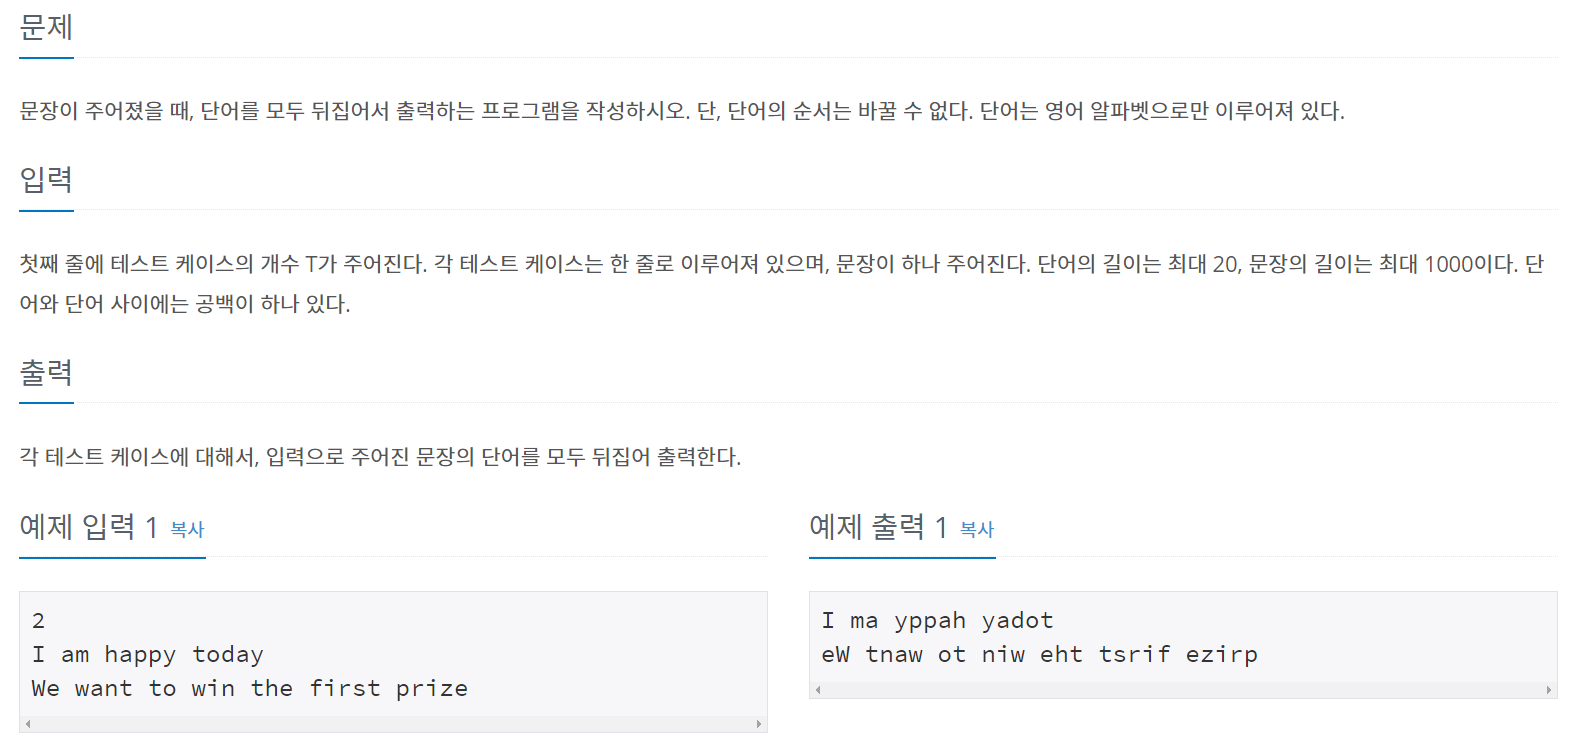 문제
문장이 주어졌을 때, 단어를 모두 뒤집어서 출력하는 프로그램을 작성하시오. 단, 단어의 순서는 바꿀 수 없다. 단어는 영어 알파벳으로만 이루어져 있다.
입력
첫째 줄에 테스트 케이스의 개수 T가 주어진다. 각 테스트 케이스는 한 줄로 이루어져 있으며, 문장이 하나 주어진다. 단어의 길이는 최대 20, 문장의 길이는 최대 1000이다. 단
어와 단어 사이에는 공백이 하나 있다.
출력
각 테스트 케이스에 대해서, 입력으로 주어진 문장의 단어를 모두 뒤집어 출력한다.
예제 입력 1 복사
2
I am happy today
We want to win the first prize
예제 출력 1 복사
I ma yppah yadot
eW tnaw ot niw eht tsrif ezirp